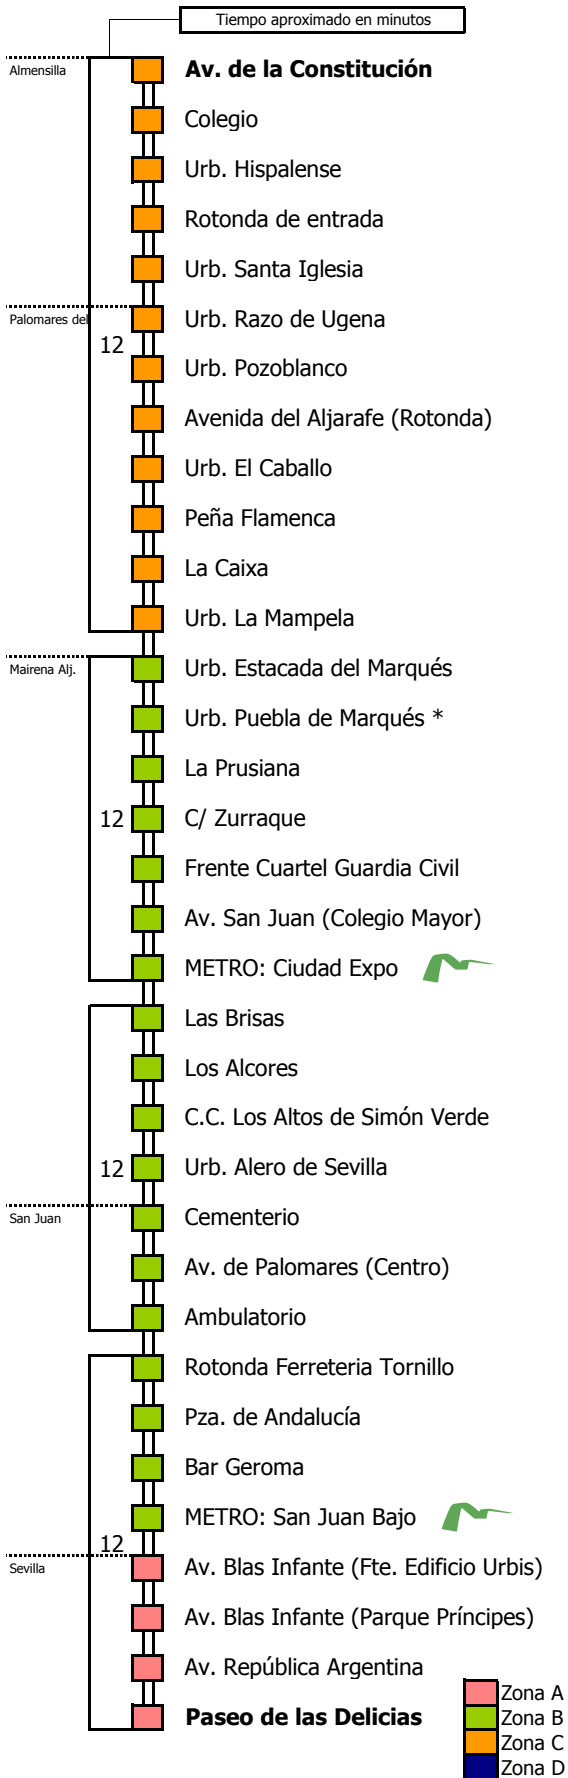 Tiempo aproximado en minutos
Almensilla
Av. de la Constitución
Colegio
Urb. Hispalense
Rotonda de entrada
Urb. Santa Iglesia
Palomares del
Urb. Razo de Ugena
12
Urb. Pozoblanco
Avenida del Aljarafe (Rotonda)
Urb. El Caballo
Peña Flamenca
La Caixa
Urb. La Mampela
Mairena Alj.
Urb. Estacada del Marqués
Urb. Puebla de Marqués *
La Prusiana
12
C/ Zurraque
Frente Cuartel Guardia Civil
Av. San Juan (Colegio Mayor)
METRO: Ciudad Expo
Las Brisas
Los Alcores
C.C. Los Altos de Simón Verde
12
Urb. Alero de Sevilla
San Juan
Cementerio
Av. de Palomares (Centro)
Ambulatorio
Rotonda Ferreteria Tornillo
Pza. de Andalucía
Bar Geroma
METRO: San Juan Bajo
12
Sevilla
Av. Blas Infante (Fte. Edificio Urbis)
Av. Blas Infante (Parque Príncipes)
Av. República Argentina
Paseo de las Delicias
Zona A
Zona B
Zona C
Zona D